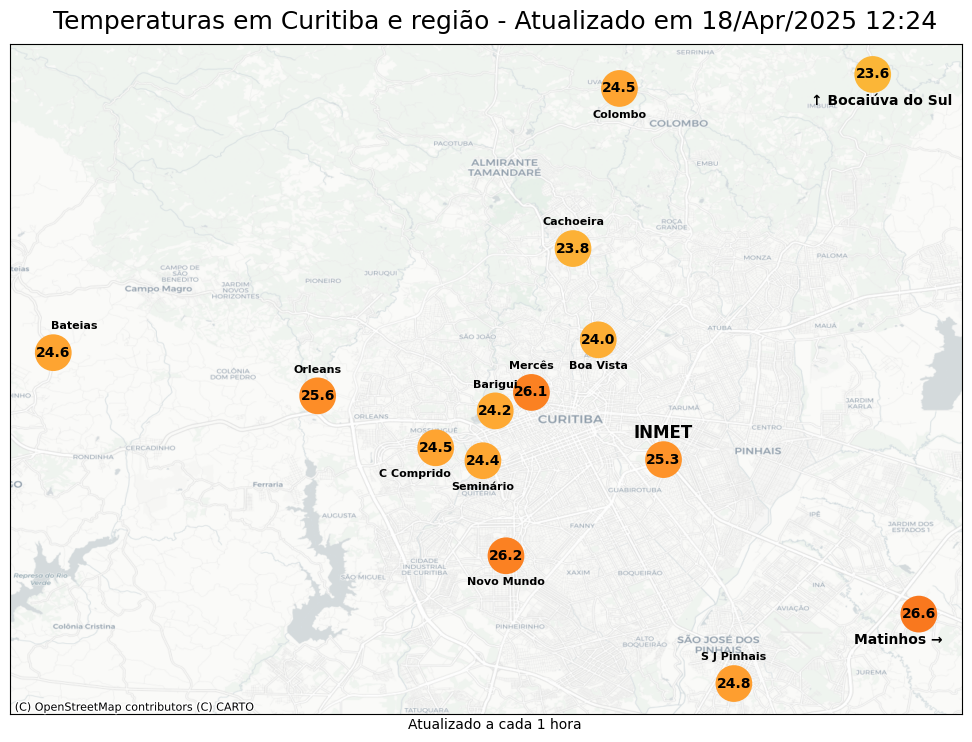 Temperaturas em Curitiba e região - Atualizado em 18/Apr/2025 12:24
SERRINHA
23.6
24.5
↑ Bocaiúva do Sul
Colombo
COLOMBO
PACOTUBA
ALMIRANTE
TAMANDARÉ
EMBU
Cachoeira
ROÇA
GRANDE
23.8
MONZA
PALOMA
CAMPO DE
SÃO
BENEDITO
JURUQUI
PIONEIRO
JARDIM
NOVOS
HORIZONTES
Campo Magro
Bateias
24.6
SÃO JOÃO
24.0
ATUBA
MAUÁ
Boa Vista
Mercês
26.1
Orleans
25.6
COLÔNIA
DOM PEDRO
Barigui
24.2
ORLEANS
CURITIBA
TARUMÃ
JARDIM
KARLA
INMET
25.3
CENTRO
PINHAIS
24.5
C Comprido
24.4
Seminário
CERCADINHO
RONDINHA
Ferraria
GUABIROTUBA
AUGUSTA
FANNY
IPÊ
JARDIM DOS
ESTADOS 1
26.2
Novo Mundo
CIDADE
INDUSTRIAL
DE CURITIBA
SÃO MIGUEL
XAXIM
BOQUEIRÃO
INÁ
Represa do Rio
Verde
AVIAÇÃO
26.6
Matinhos →
Colônia Cristina
PINHEIRINHO
ALTO
BOQUEIRÃO
SÃO JOSÉ DOS
PINHAIS
S J Pinhais
24.8
JUREMA
TATUQUARA
(C) OpenStreetMap contributors (C) CARTO
Atualizado a cada 1 hora